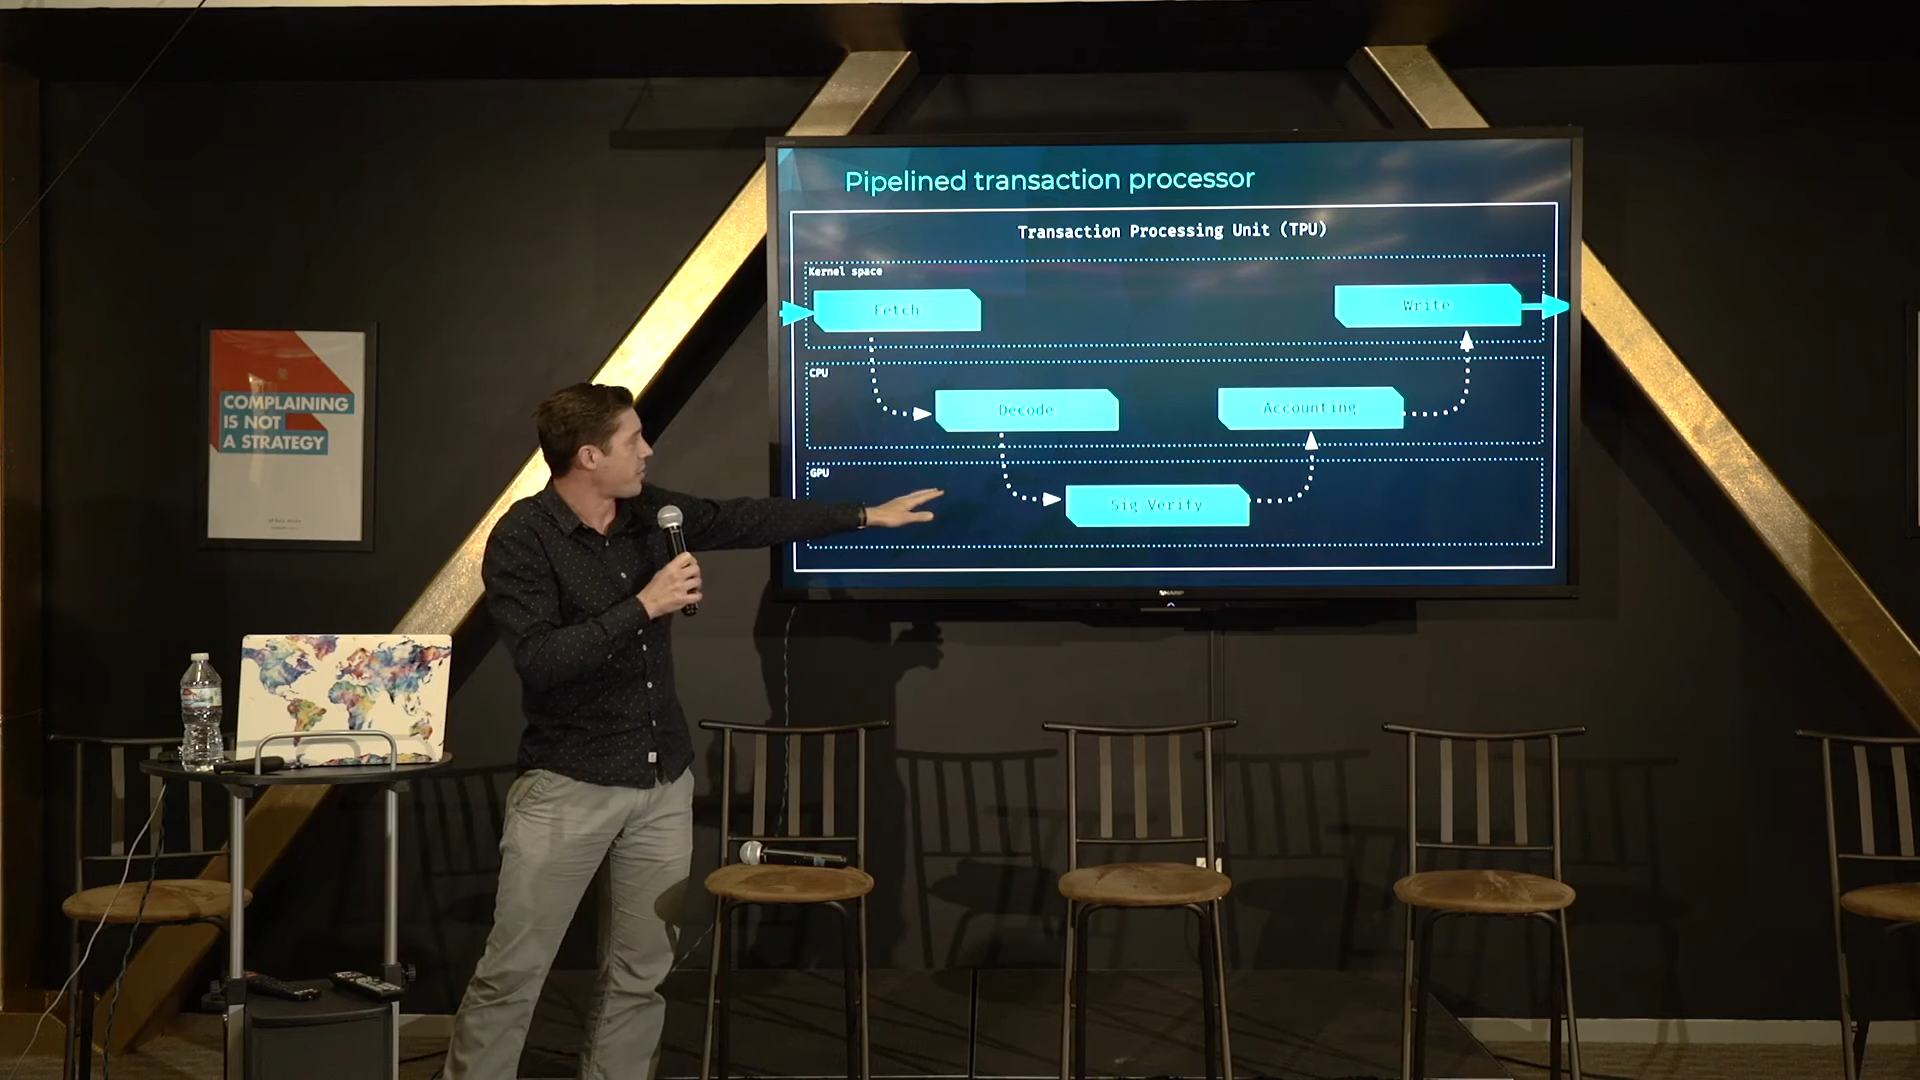 Pipelined transaction processor
Transaction Processing Unit (TPU)
Kernel space
Fetch
Write
CPU
Decode
Accounting
GPU
Sig Verify
SHARP
COMPLAINING
IS NOT
A STRATEGY